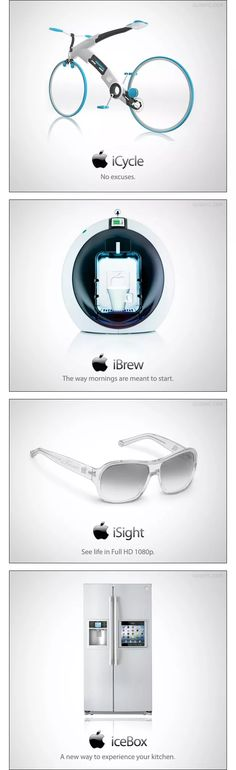 iCycle
No excuses.
iBrew
The way mornings are meant to start.
iSight
See life in Full HD 1080p.
iceBox
A new way to experience your kitchen.